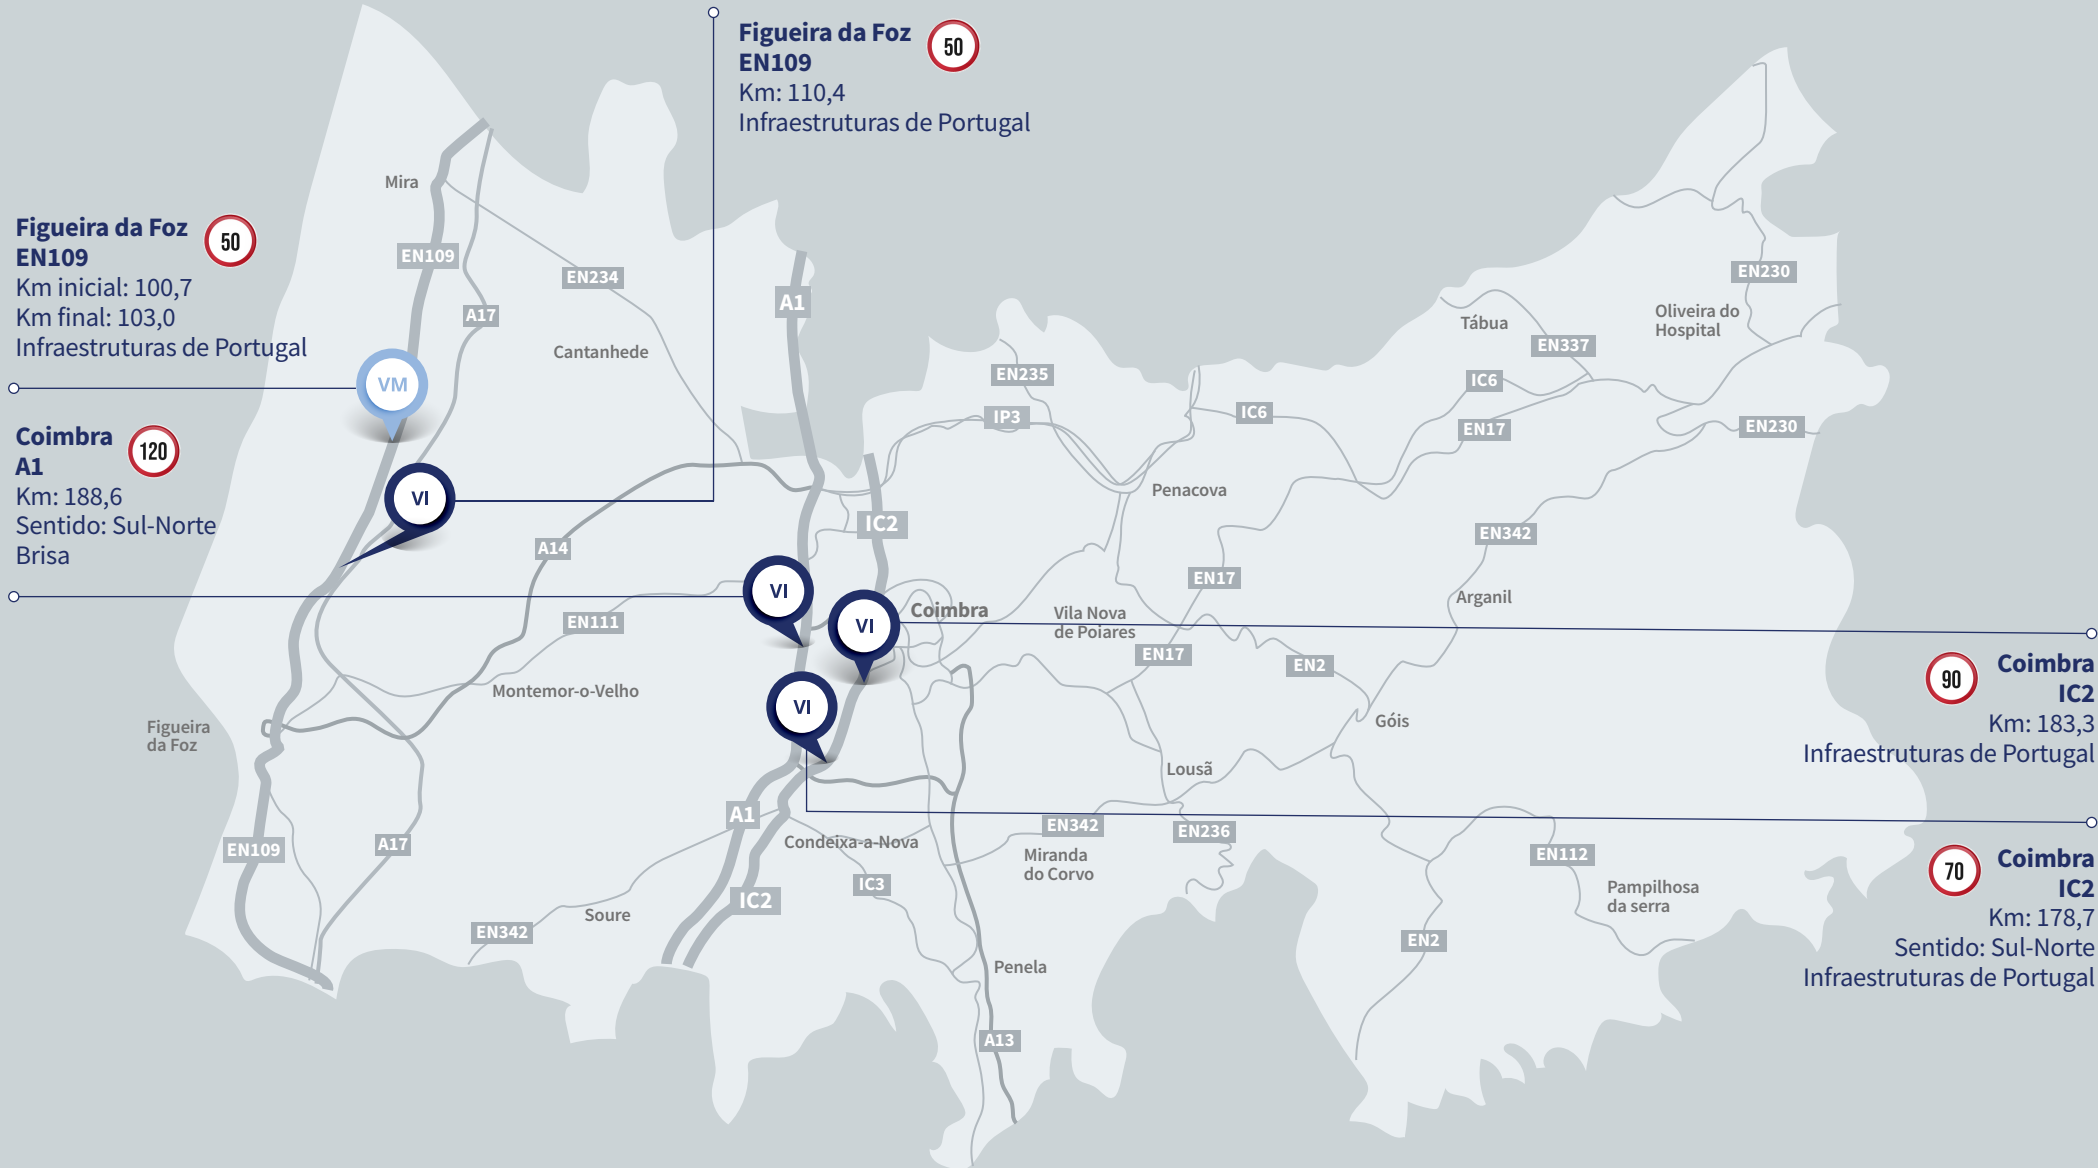 Figueira da Foz
EN109
50
Km: 110,4
Infraestruturas de Portugal
Figueira da Foz
EN109
50
Km inicial: 100,7
Km final: 103,0
Infraestruturas de Portugal
Coimbra
A1
120
Km: 188,6
Sentido: Sul-Norte
Brisa
90
Coimbra
IC2
Km: 183,3
Infraestruturas de Portugal
70
Coimbra
IC2
Km: 178,7
Sentido: Sul-Norte
Infraestruturas de Portugal
Mira
EN109
EN234
A17
A1
Cantanhede
VM
VI
EN235
IP3
IC6
Tábua
EN337
IC6
EN17
Oliveira do
Hospital
EN230
EN230
Penacova
IC2
A14
EN342
VI
EN17
EN111
VI
Coimbra
Vila Nova
de Poiares
Arganil
EN17
EN2
Montemor-o-Velho
VI
Figueira
da Foz
Góis
Lousã
A1
EN342
EN236
EN109
A17
Condeixa-a-Nova
Miranda
do Corvo
EN112
IC3
IC2
Pampilhosa
da serra
Soure
EN342
EN2
Penela
A13